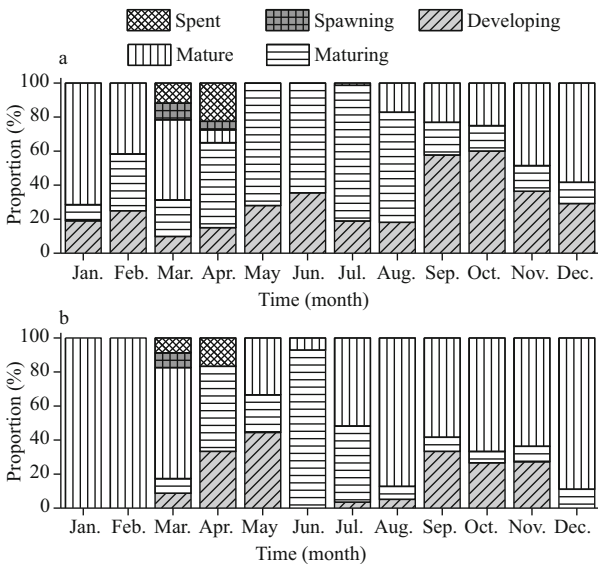 Spent Spawning Developing
Mature Maturing
a
100
80
60
40
20
0
Proportion (%)
Jan. Feb. Mar. Apr. May Jun. Jul. Aug. Sep. Oct. Nov. Dec.
Time (month)
b
100
80
60
40
20
0
Proportion (%)
Jan. Feb. Mar. Apr. May Jun. Jul. Aug. Sep. Oct. Nov. Dec.
Time (month)